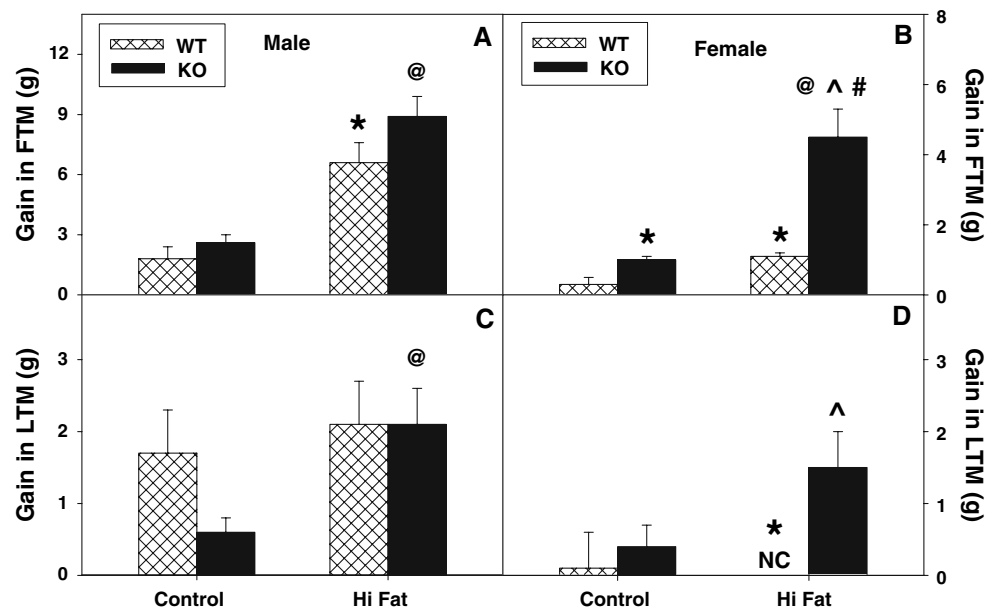 WT
KO
Male
A
*
@
Gain in FTM (g)
12
9
6
3
0
WT
KO
Female
B
@ ^ #
*
*
8
6
4
2
0
Gain in FTM (g)
C
@
Gain in LTM (g)
3
2
1
0
Control
Hi Fat
D
^
*
NC
3
2
1
0
Gain in LTM (g)
Control
Hi Fat